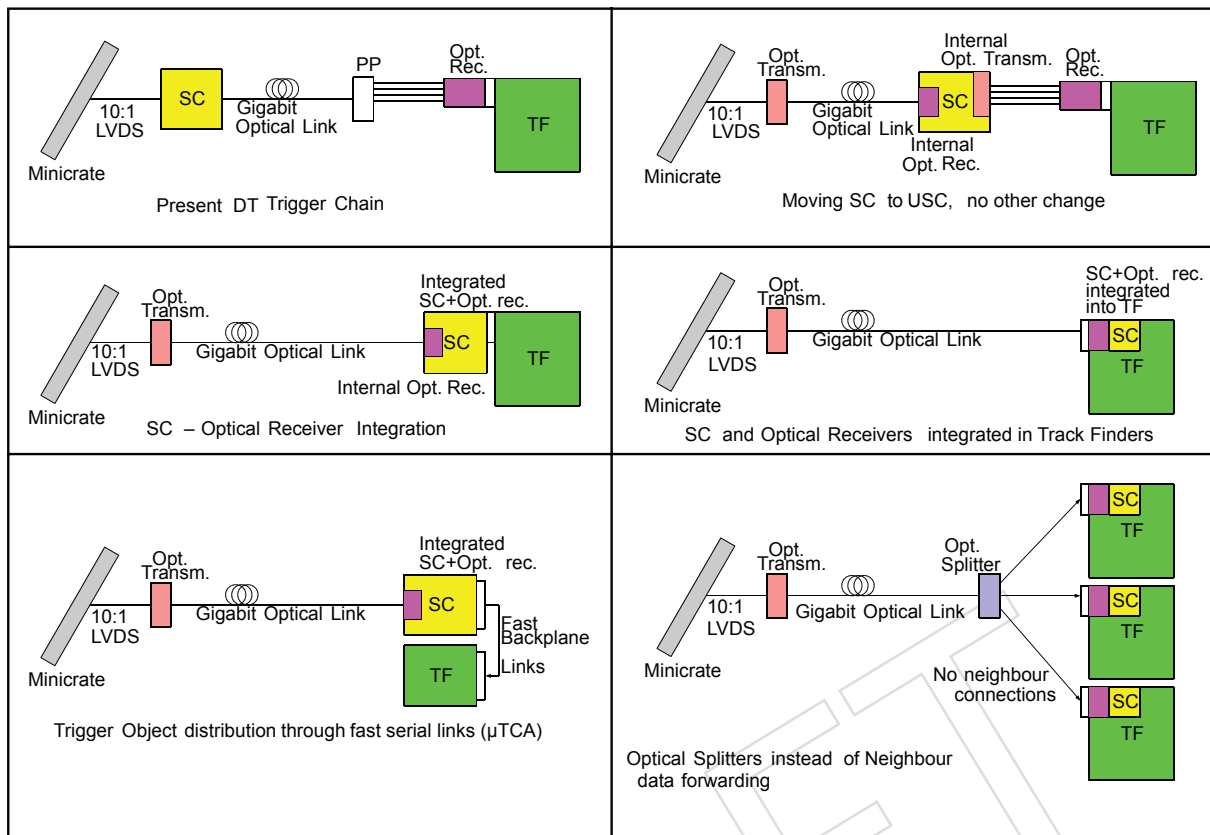 PP
Opt.
Rec.
SC
TF
10:1
LVDS
Gigabit
Optical Link
Minicrate
Present DT Trigger Chain
Internal
Opt. Transm.
Opt.
Transm.
Opt.
Rec.
SC
TF
10:1
LVDS
Gigabit
Optical Link
Internal
Opt. Rec.
Minicrate
Moving SC to USC, no other change
Integrated
SC+Opt. rec.
Opt.
Transm.
SC
TF
10:1
LVDS
Gigabit Optical Link
Internal Opt. Rec.
Minicrate
SC – Optical Receiver Integration
SC+Opt. rec.
integrated
into TF
Opt.
Transm.
SC
TF
10:1
LVDS
Gigabit Optical Link
Minicrate
SC and Optical Receivers integrated in Track Finders
Integrated
SC+Opt. rec.
Opt.
Transm.
SC
10:1
LVDS
Gigabit Optical Link
Fast
Backplane
Links
TF
Minicrate
Trigger Object distribution through fast serial links (µTCA)
SC
TF
Opt.
Splitter
Opt.
Transm.
SC
TF
10:1
LVDS
Gigabit Optical Link
No neighbour
connections
SC
TF
Minicrate
Optical Splitters instead of Neighbour
data forwarding